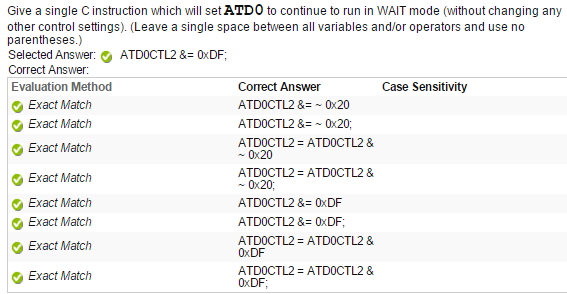 Give a single C instruction which will set ATD0 to continue to run in WAIT mode (without changing any
other control settings). (Leave a single space between all variables and/or operators and use no
parentheses.)
Selected Answer: ATD0CTL2 &= 0xDF;
Correct Answer:
Evaluation Method Correct Answer Case Sensitivity
Exact Match ATD0CTL2 &= ~ 0x20
Exact Match ATD0CTL2 &= ~ 0x20;
Exact Match ATD0CTL2 = ATD0CTL2 &
~ 0x20
Exact Match ATD0CTL2 = ATD0CTL2 &
~ 0x20;
Exact Match ATD0CTL2 &= 0xDF
Exact Match ATD0CTL2 &= 0xDF;
Exact Match ATD0CTL2 = ATD0CTL2 &
0xDF
Exact Match ATD0CTL2 = ATD0CTL2 &
0xDF;